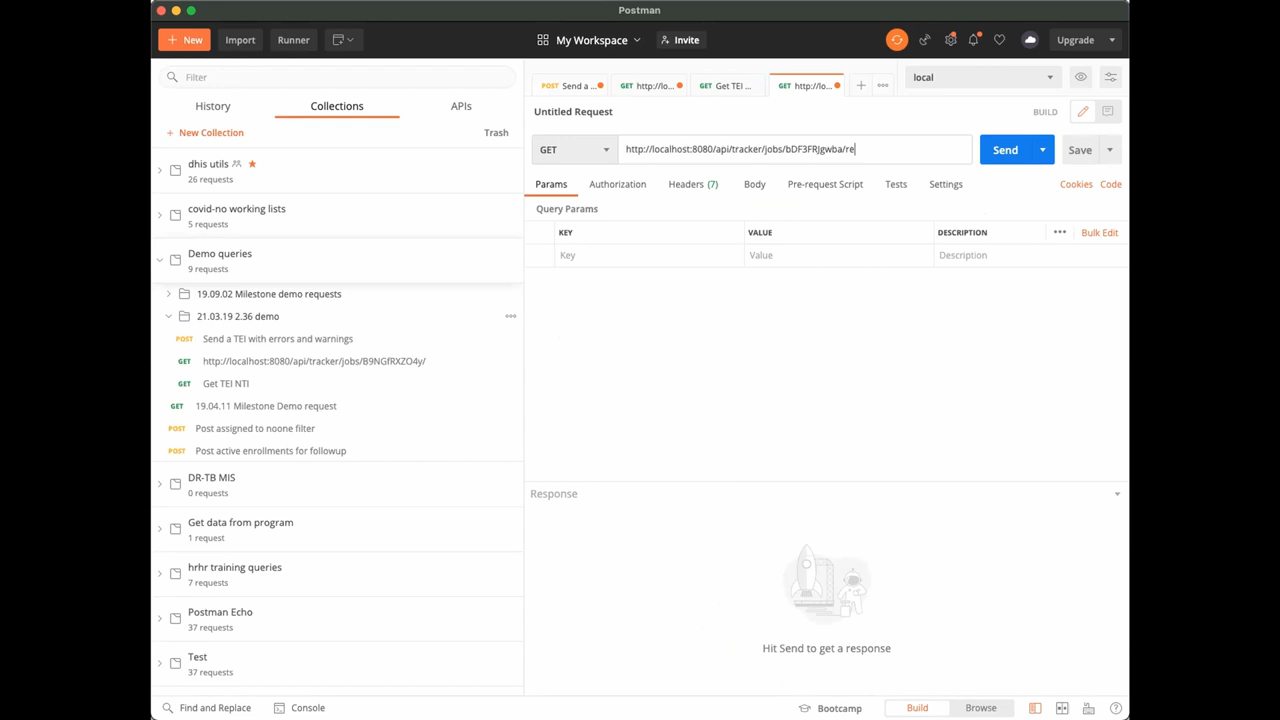 Postman
New
Import
Runner
My Workspace
Invite
Upgrade
Filter
History
Collections
APIs
New Collection
Trash
dhis utils
26 requests
covid-no working lists
5 requests
Demo queries
9 requests
19.09.02 Milestone demo requests
21.03.19 2.36 demo
POST Send a TEI with errors and warnings
GET http://localhost:8080/api/tracker/jobs/B9NGfRXZO4y/
GET Get TEI NTI
GET 19.04.11 Milestone Demo request
POST Post assigned to noone filter
POST Post active enrollments for followup
DR-TB MIS
0 requests
Get data from program
1 request
hrhr training queries
7 requests
Postman Echo
37 requests
Test
37 requests
POST Send a ...
GET http://lo...
GET Get TEI ...
GET http://lo...
local
Untitled Request
BUILD
GET
http://localhost:8080/api/tracker/jobs/bDF3FRJgwba/re
Send
Save
Params
Authorization
Headers (7)
Body
Pre-request Script
Tests
Settings
Cookies
Code
Query Params
KEY
VALUE
DESCRIPTION
Bulk Edit
Key
Value
Description
Response
Hit Send to get a response
Find and Replace
Console
Bootcamp
Build
Browse